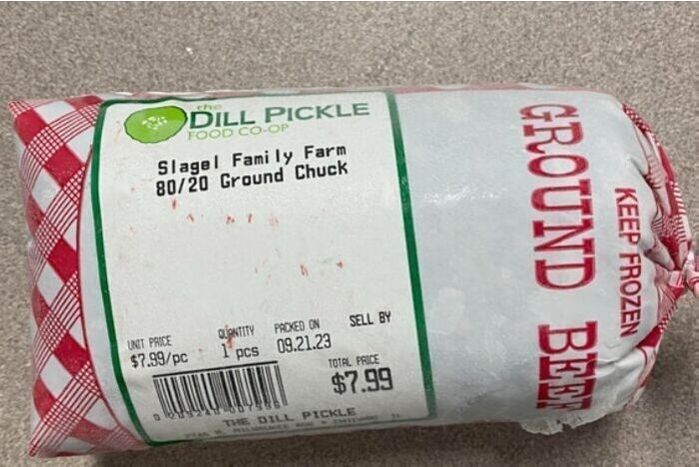 the
DILL PICKLE
FOOD CO-OP
Slagel Family Farm
80/20 Ground Chuck
UNIT PRICE QUANTITY PACKED ON SELL BY
$7.99/pc 1 pcs 09.21.23
TOTAL PRICE
$7.99
THE DILL PICKLE
GROUND BEEF
KEEP FROZEN